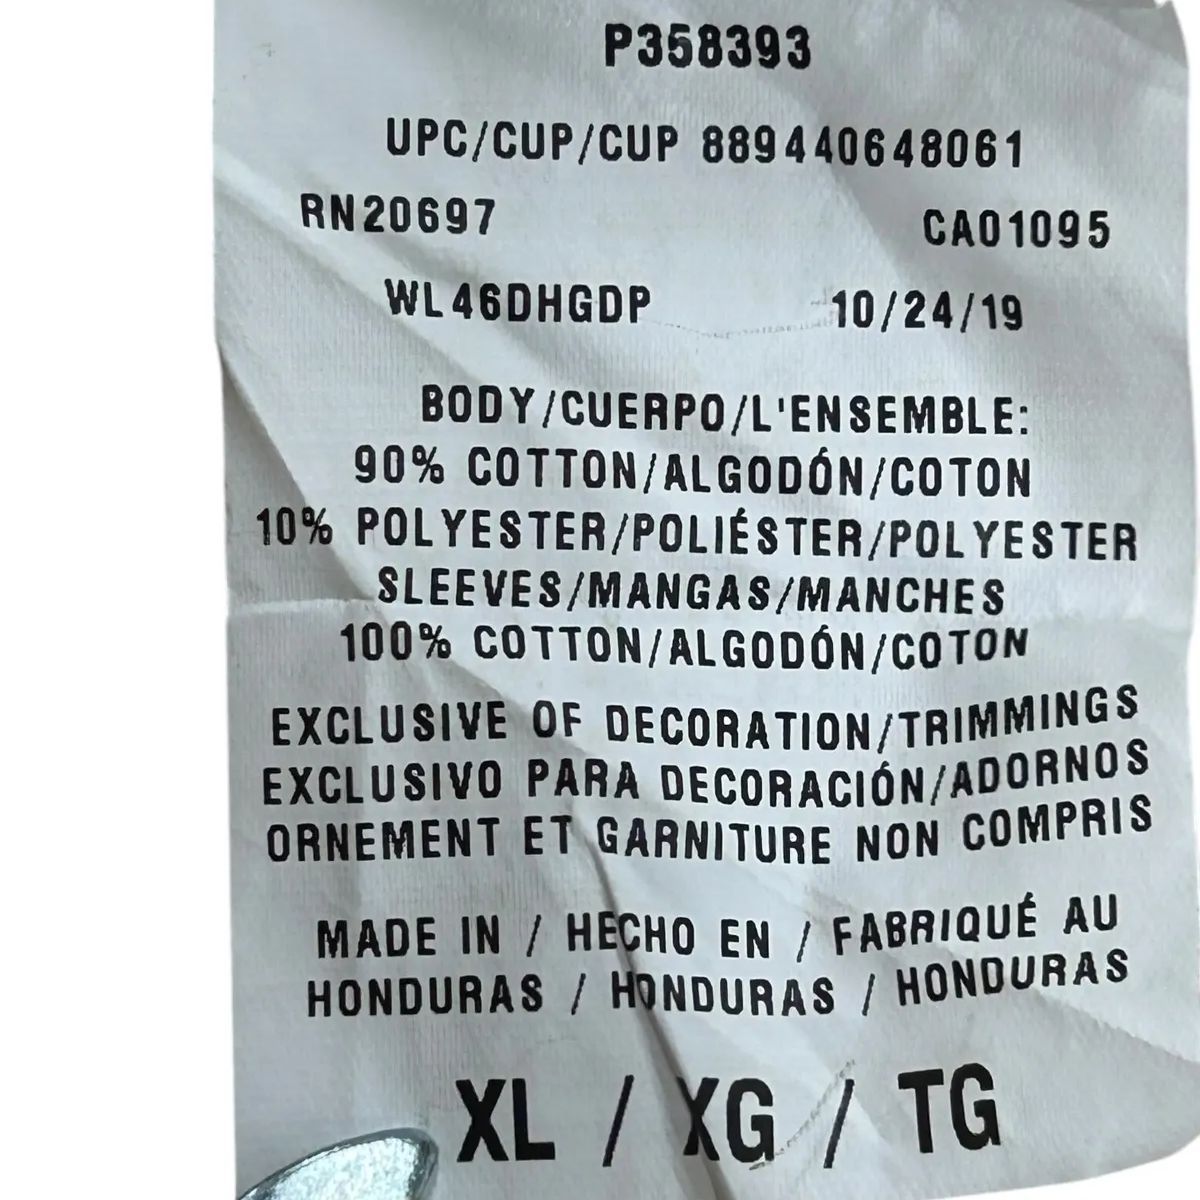 P358393
UPC/CUP/CUP 889440648061
RN20697 CA01095
WL46DHGDP 10/24/19
BODY/CUERPO/L'ENSEMBLE:
90% COTTON/ALGODÓN/COTON
10% POLYESTER/POLIÉSTER/POLYESTER
SLEEVES/MANGAS/MANCHES
100% COTTON/ALGODÓN/COTON
EXCLUSIVE OF DECORATION/TRIMMINGS
EXCLUSIVO PARA DECORACIÓN/ADORNOS
ORNEMENT ET GARNITURE NON COMPRIS
MADE IN / HECHO EN / FABRIQUÉ AU
HONDURAS / HONDURAS / HONDURAS
XL / XG / TG